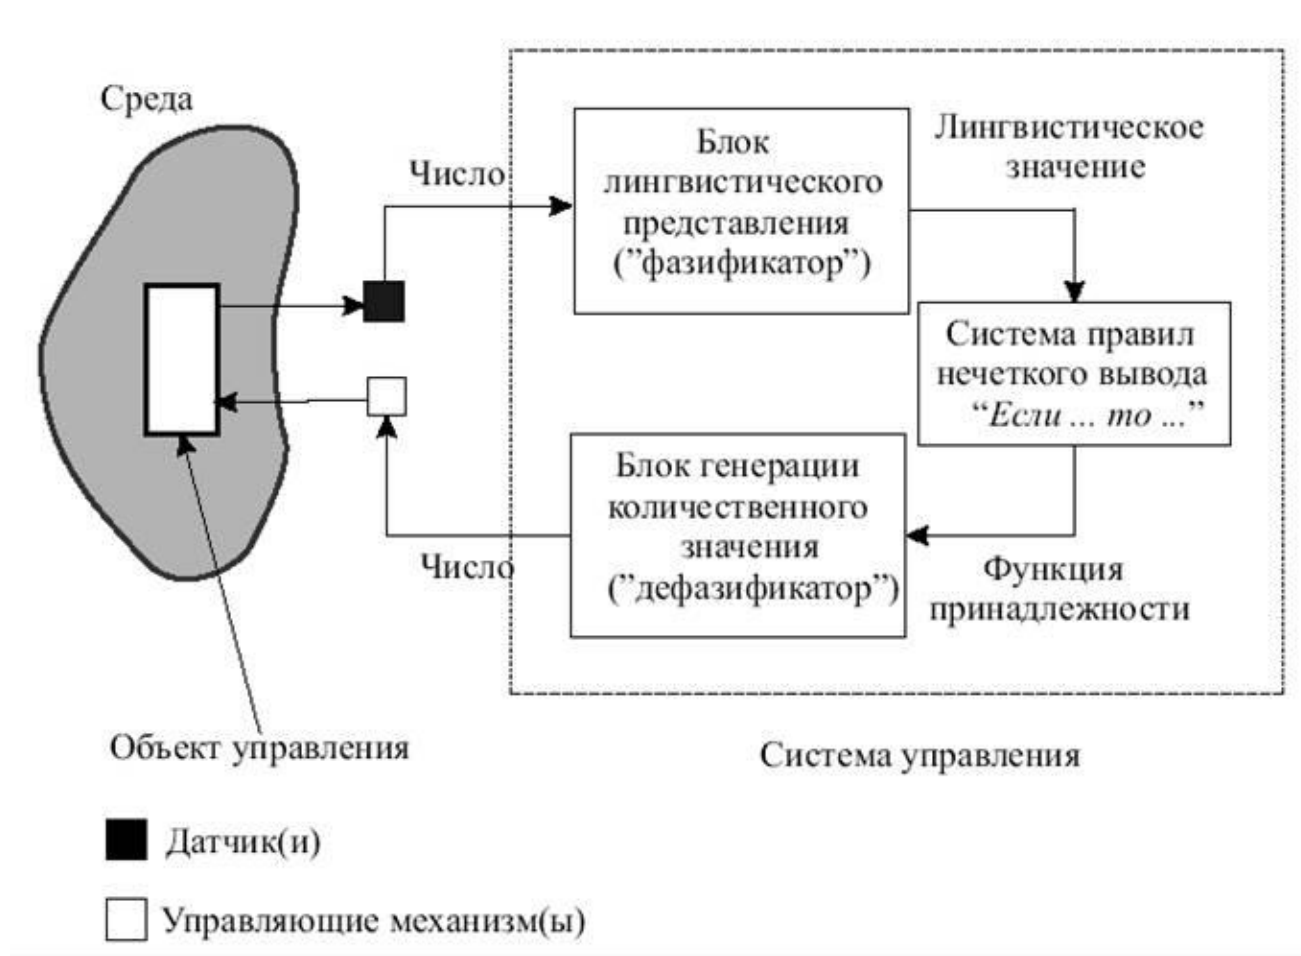 Среда
Число
Блок
лингвистического
представления
(”фазификатор”)
Лингвистическое
значение
Система правил
нечеткого вывода
“Если ... то ...”
Блок генерации
количественного
значения
(”дефазификатор”)
Число
Функция
принадлежности
Объект управления
Система управления
Датчик(и)
Управляющие механизм(ы)